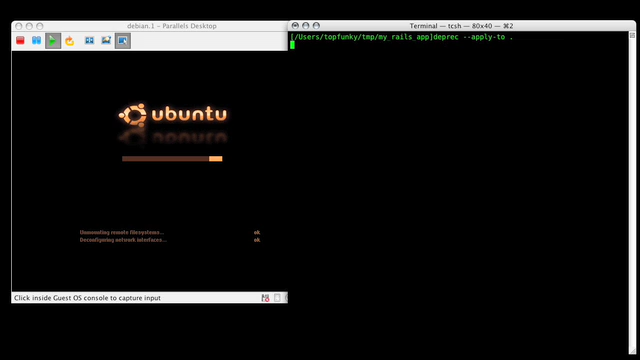 debian.1 – Parallels Desktop
ubuntu
Unmounting remote filesystems... ok
Deconfiguring network interfaces... ok
Click inside Guest OS console to capture input
Terminal — tcsh — 80x40 — ⌘2
[/Users/topfunky/tmp/my_rails_app]deprec --apply-to .